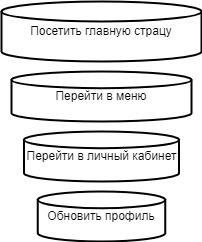 Посетить главную страцу
Перейти в меню
Перейти в личный кабинет
Обновить профиль